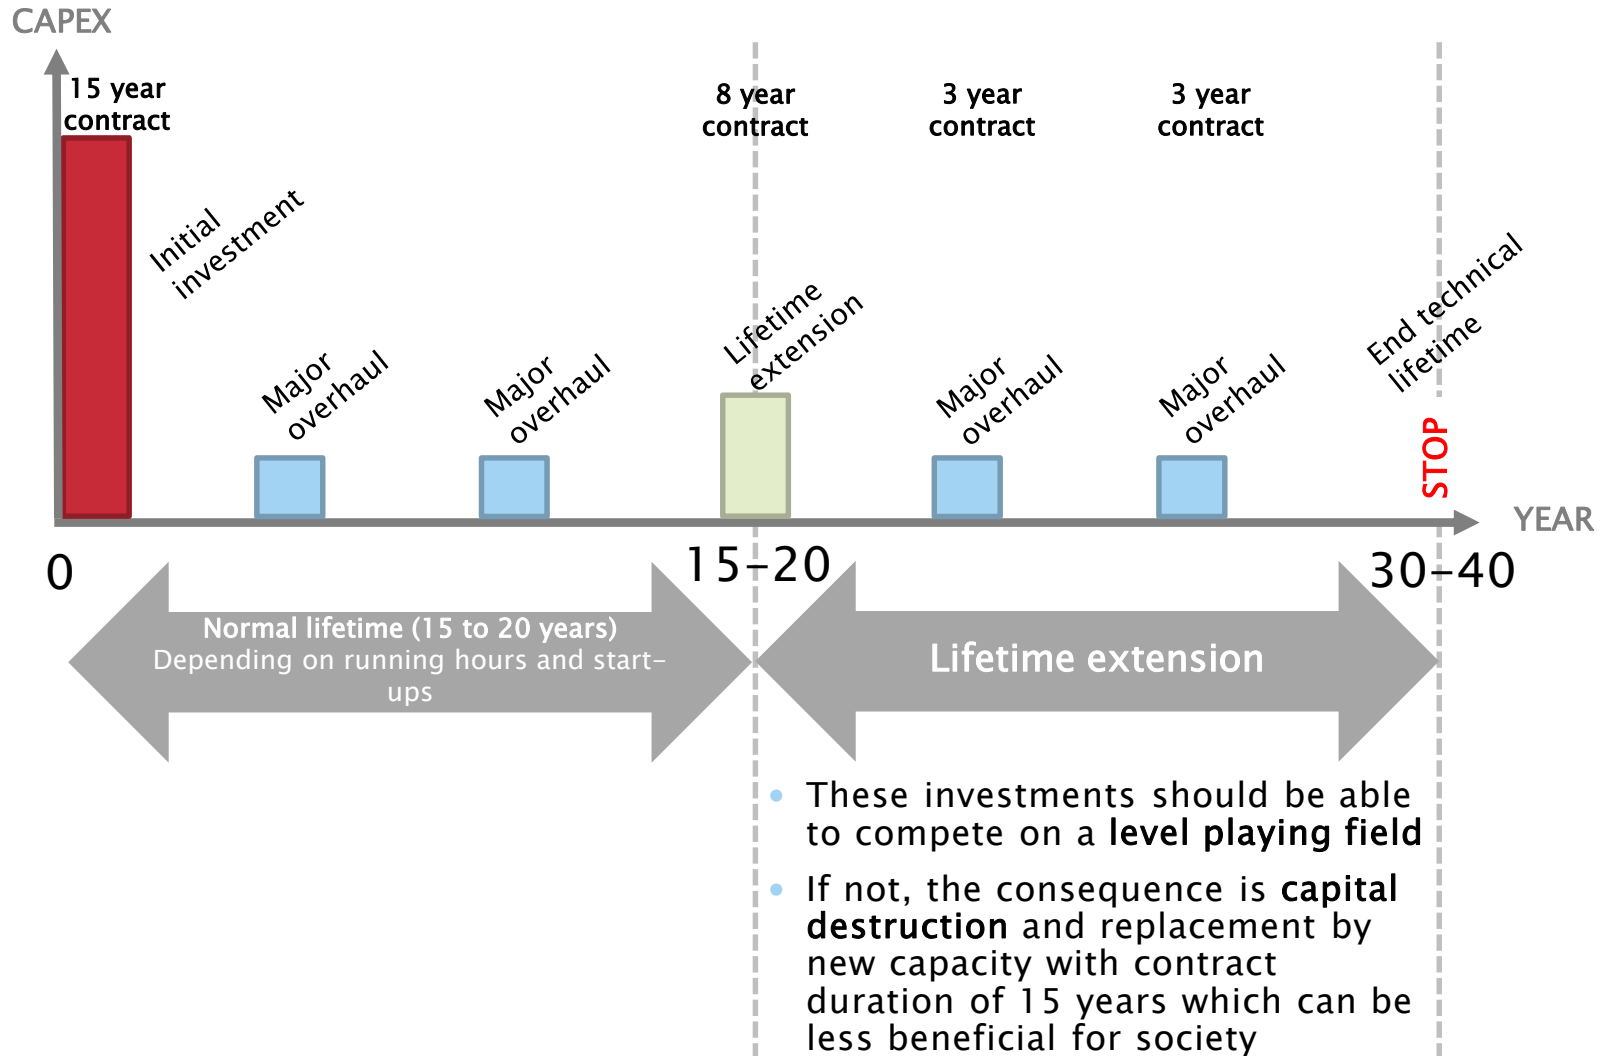 CAPEX
15 year
contract
8 year
contract
3 year
contract
3 year
contract
Initial
investment
Major
overhaul
Major
overhaul
Lifetime
extension
Major
overhaul
Major
overhaul
End technical
lifetime
STOP
YEAR
0
15-20
30-40
Normal lifetime (15 to 20 years)
Depending on running hours and start-
ups
Lifetime extension
• These investments should be able
to compete on a level playing field
• If not, the consequence is capital
destruction and replacement by
new capacity with contract
duration of 15 years which can be
less beneficial for society